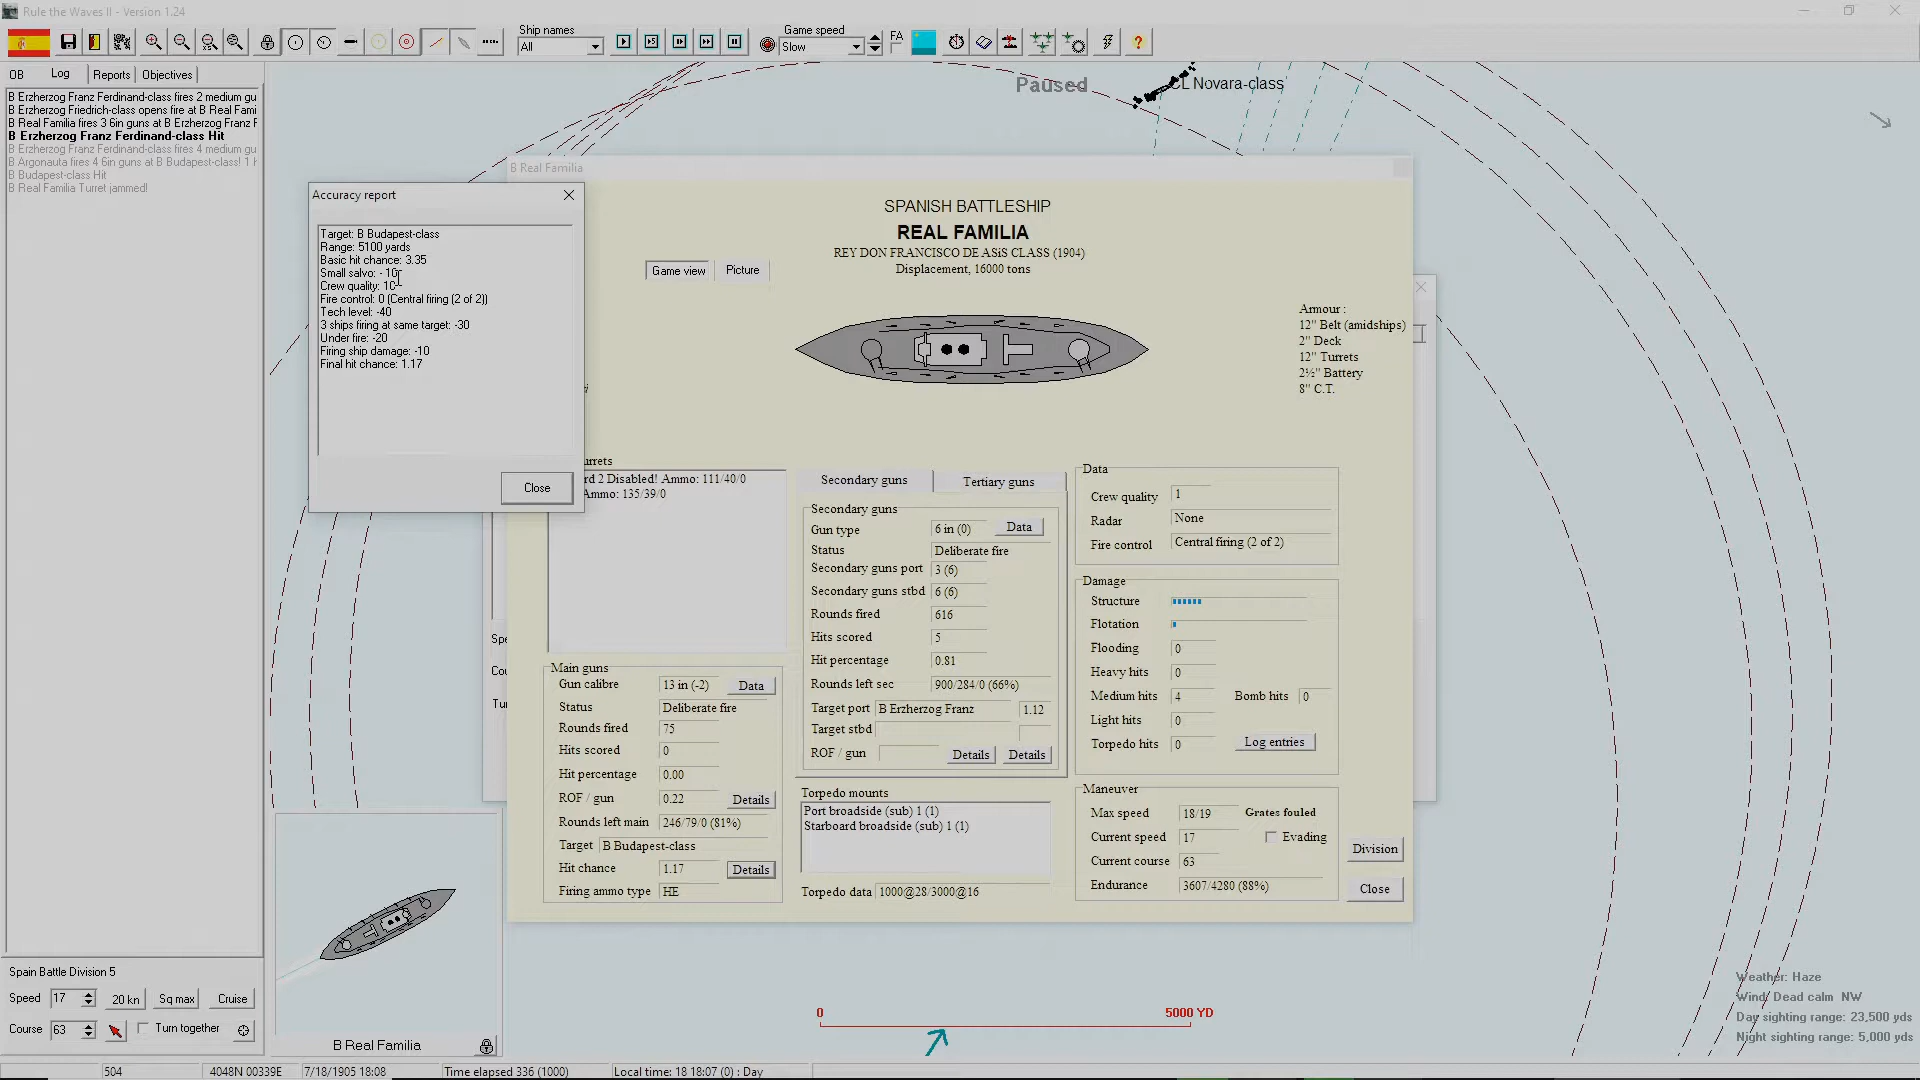 Rule the Waves II - Version 1.24
Ship names
All
Game speed
Slow
FA
OB
Log
Reports
Objectives
B Erzherzog Franz Ferdinand-class fires 2 medium gu
B Erzherzog Friedrich-class opens fire at B Real Fami
B Real Familia fires 3 6in guns at B Erzherzog Franz F
B Erzherzog Franz Ferdinand-class Hit
B Erzherzog Franz Ferdinand-class fires 4 medium gu
B Argonauta fires 4 6in guns at B Budapest-class! 1 h
B Budapest-class Hit
B Real Familia Turret jammed!
Paused
CL Novara-class
Accuracy report
Target: B Budapest-class
Range: 5100 yards
Basic hit chance: 3.35
Small salvo: - 10
Crew quality: 10
Fire control: 0 (Central firing (2 of 2))
Tech level: -40
3 ships firing at same target: -30
Under fire: -20
Firing ship damage: -10
Final hit chance: 1.17
Close
B Real Familia
SPANISH BATTLESHIP
REAL FAMILIA
REY DON FRANCISCO DE ASiS CLASS (1904)
Displacement, 16000 tons
Game view
Picture
Armour :
12" Belt (amidships)
2" Deck
12" Turrets
2½" Battery
8" C.T.
urrets
rd 2 Disabled! Ammo: 111/40/0
Ammo: 135/39/0
Spe
Cou
Tur
Main guns
Gun calibre 13 in (-2) Data
Status Deliberate fire
Rounds fired 75
Hits scored 0
Hit percentage 0.00
ROF / gun 0.22 Details
Rounds left main 246/79/0 (81%)
Target B Budapest-class
Hit chance 1.17 Details
Firing ammo type HE
Secondary guns
Tertiary guns
Secondary guns
Gun type 6 in (0) Data
Status Deliberate fire
Secondary guns port 3 (6)
Secondary guns stbd 6 (6)
Rounds fired 616
Hits scored 5
Hit percentage 0.81
Rounds left sec 900/284/0 (66%)
Target port B Erzherzog Franz 1.12
Target stbd
ROF / gun Details Details
Torpedo mounts
Port broadside (sub) 1 (1)
Starboard broadside (sub) 1 (1)
Torpedo data 1000@28/3000@16
Data
Crew quality 1
Radar None
Fire control Central firing (2 of 2)
Damage
Structure
Flotation
Flooding 0
Heavy hits 0
Medium hits 4 Bomb hits 0
Light hits 0
Torpedo hits 0 Log entries
Maneuver
Max speed 18/19 Grates fouled
Current speed 17 Evading
Current course 63
Endurance 3607/4280 (88%)
Division
Close
Spain Battle Division 5
Speed 17 20 kn Sq max Cruise
Course 63 Turn together
B Real Familia
0 5000 YD
Weather: Haze
Wind: Dead calm NW
Day sighting range: 23,500 yds
Night sighting range: 5,000 yds
504 4048N 00339E 7/18/1905 18:08 Time elapsed 336 (1000) Local time: 18 18:07 (0) : Day